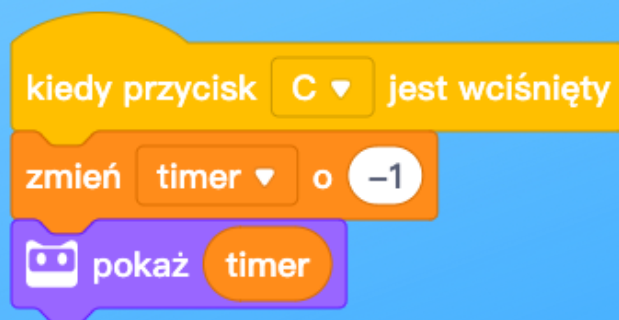 kiedy przycisk C jest wciśnięty
zmień timer o –1
pokaż timer